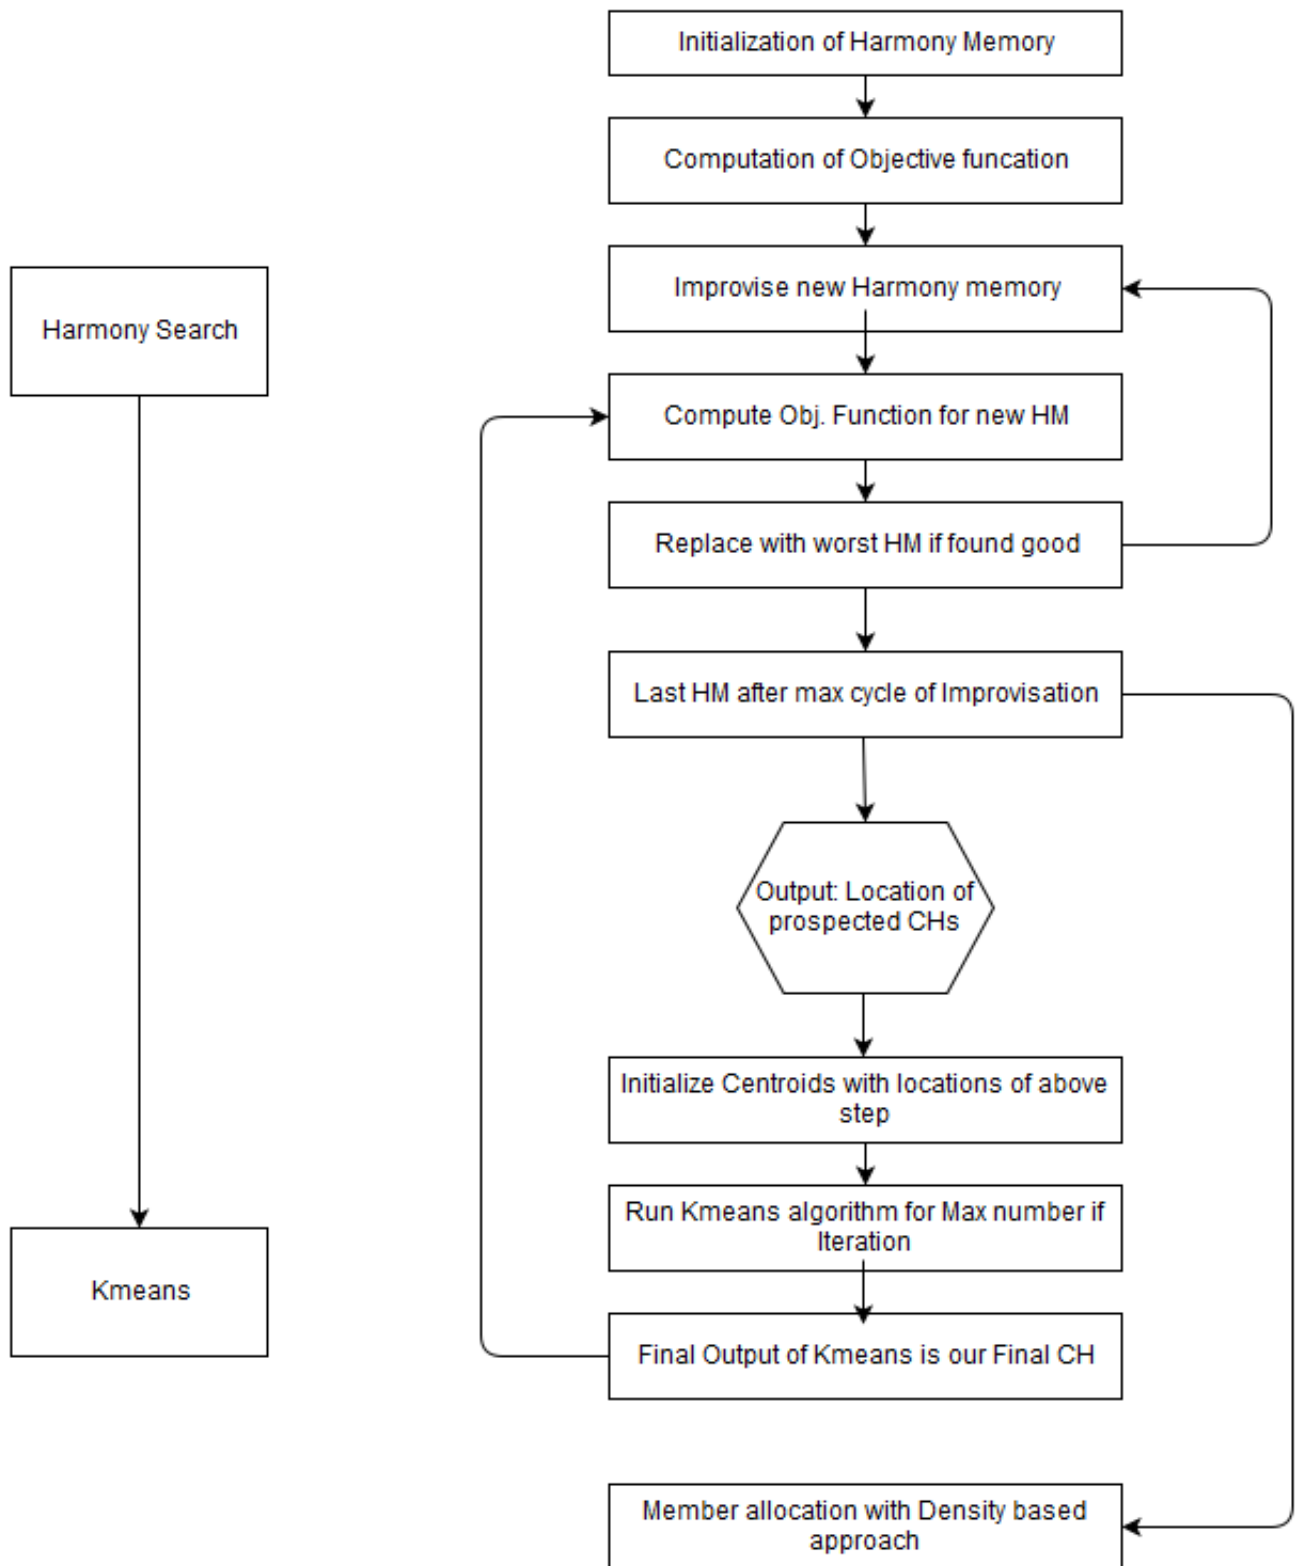 Initialization of Harmony Memory
Computation of Objective funcation
Improvise new Harmony memory
Harmony Search
Compute Obj. Function for new HM
Replace with worst HM if found good
Last HM after max cycle of Improvisation
Output: Location of
prospected CHs
Initialize Centroids with locations of above
step
Run Kmeans algorithm for Max number if
Iteration
Kmeans
Final Output of Kmeans is our Final CH
Member allocation with Density based
approach